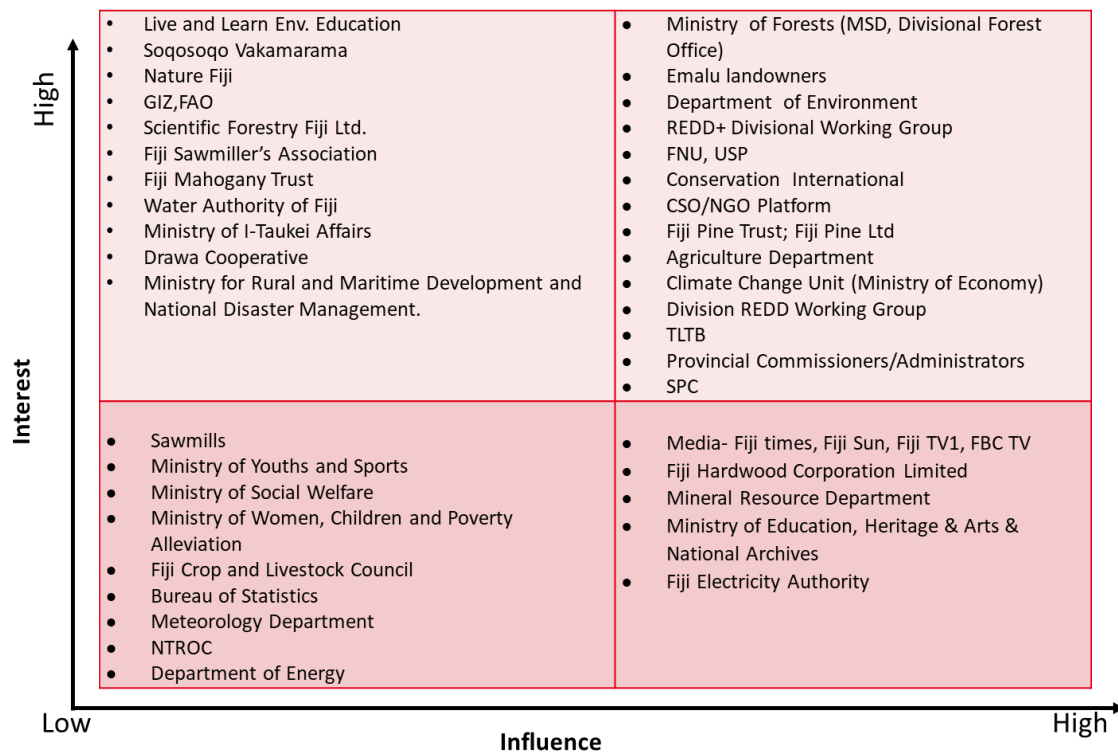 High
Interest
• Live and Learn Env. Education
• Soqosoqo Vakamarama
• Nature Fiji
• GIZ,FAO
• Scientific Forestry Fiji Ltd.
• Fiji Sawmiller's Association
• Fiji Mahogany Trust
• Water Authority of Fiji
• Ministry of I-Taukei Affairs
• Drawa Cooperative
• Ministry for Rural and Maritime Development and
National Disaster Management.
• Ministry of Forests (MSD, Divisional Forest
Office)
• Emalu landowners
• Department of Environment
• REDD+ Divisional Working Group
• FNU, USP
• Conservation International
• CSO/NGO Platform
• Fiji Pine Trust; Fiji Pine Ltd
• Agriculture Department
• Climate Change Unit (Ministry of Economy)
• Division REDD Working Group
• TLTB
• Provincial Commissioners/Administrators
• SPC
• Sawmills
• Ministry of Youths and Sports
• Ministry of Social Welfare
• Ministry of Women, Children and Poverty
Alleviation
• Fiji Crop and Livestock Council
• Bureau of Statistics
• Meteorology Department
• NTROC
• Department of Energy
• Media- Fiji times, Fiji Sun, Fiji TV1, FBC TV
• Fiji Hardwood Corporation Limited
• Mineral Resource Department
• Ministry of Education, Heritage & Arts &
National Archives
• Fiji Electricity Authority
Low
Influence
High